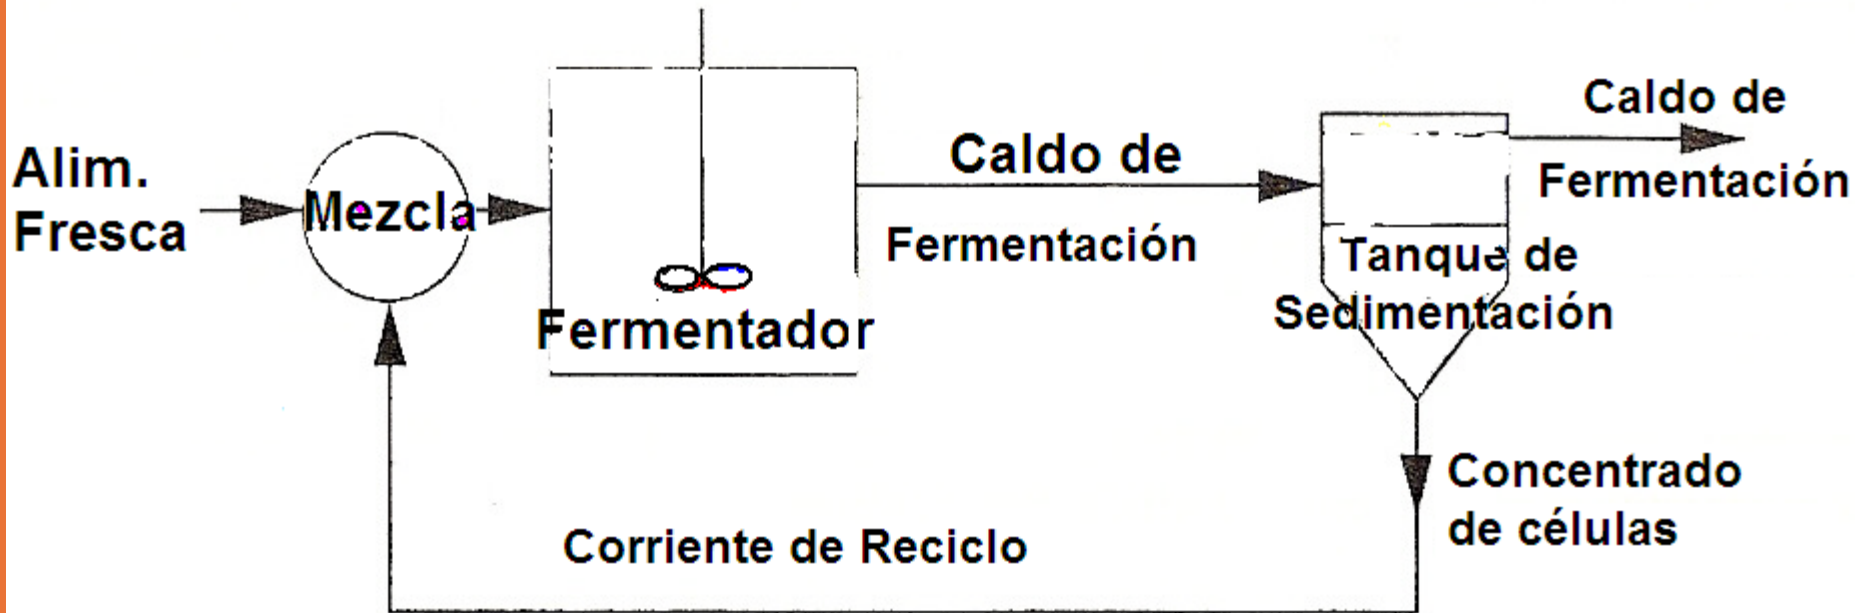 Alim.
Fresca
Mezcla
Fermentador
Caldo de
Fermentación
Tanque de
Sedimentación
Caldo de
Fermentación
Concentrado
de células
Corriente de Reciclo